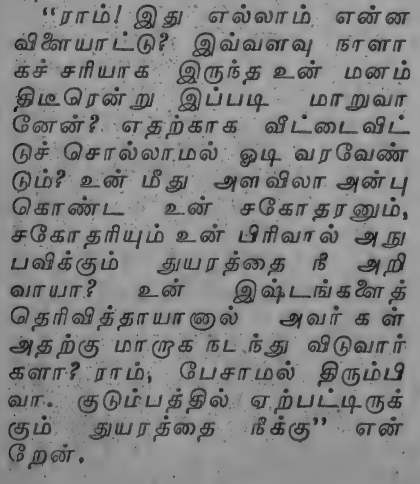 “ராம்! இது எல்லாம் என்ன
விளையாட்டு? இவ்வளவு நாளா
கச் சரியாக இருந்த உன் மனம்
திடீரென்று இப்படி மாறுவா
னேன்? எதற்காக வீட்டைவிட்
டுச் சொல்லாமல் ஓடி வரவேண்
டும்? உன் மீது அளவிலா அன்பு
கொண்ட உன் சகோதரனும்,
சகோதரியும் உன் பிரிவால் அநு
பவிக்கும் துயரத்தை நீ அறி
வாயா? உன் இஷ்டங்களைத்
தெரிவித்தாயானால் அவர் கள்
அதற்கு மாறாக நடந்து விடுவார்
களா? ராம், பேசாமல் திரும்பி
வா. குடும்பத்தில் ஏற்பட்டிருக்
கும் துயரத்தை நீக்கு” என்
றேன்.